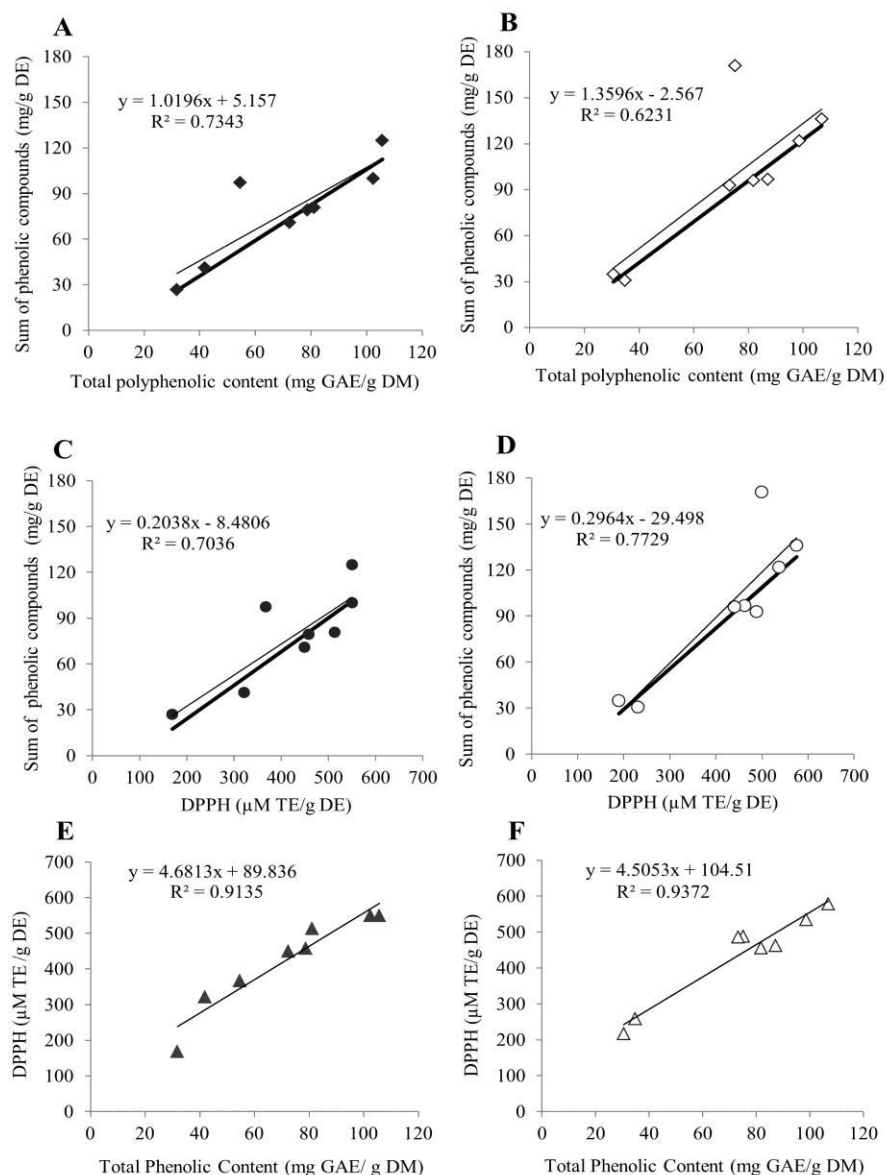 A
180
150
120
90
60
30
0
y = 1.0196x + 5.157
R² = 0.7343
0 20 40 60 80 100 120
Sum of phenolic compounds (mg/g DE)
Total polyphenolic content (mg GAE/g DM)
B
180
150
120
90
60
30
0
y = 1.3596x - 2.567
R² = 0.6231
0 20 40 60 80 100 120
Sum of phenolic compounds (mg/g DE)
Total polyphenolic content (mg GAE/g DM)
C
180
150
120
90
60
30
0
y = 0.2038x - 8.4806
R² = 0.7036
0 100 200 300 400 500 600 700
Sum of phenolic compounds (mg/g DE)
DPPH (µM TE/g DE)
D
180
150
120
90
60
30
0
y = 0.2964x - 29.498
R² = 0.7729
0 100 200 300 400 500 600 700
Sum of phenolic compounds (mg/g DE)
DPPH (µM TE/g DE)
E
700
600
500
400
300
200
100
0
y = 4.6813x + 89.836
R² = 0.9135
0 20 40 60 80 100 120
DPPH (µM TE /g DE)
Total Phenolic Content (mg GAE/ g DM)
F
700
600
500
400
300
200
100
0
y = 4.5053x + 104.51
R² = 0.9372
0 20 40 60 80 100 120
DPPH (µM TE/g DE)
Total Phenolic Content (mg GAE/ g DM)